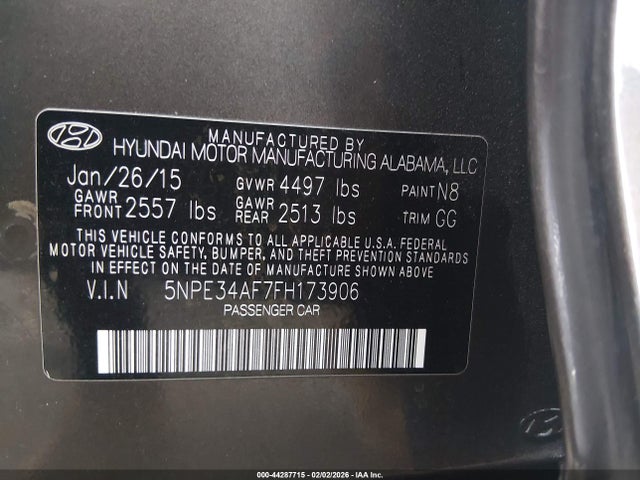 MANUFACTURED BY
HYUNDAI MOTOR MANUFACTURING ALABAMA, LLC
Jan/26/15 GVWR 4497 lbs PAINT N8
GAWR FRONT 2557 lbs GAWR REAR 2513 lbs TRIM GG
THIS VEHICLE CONFORMS TO ALL APPLICABLE U.S.A. FEDERAL
MOTOR VEHICLE SAFETY, BUMPER, AND THEFT PREVENTION STANDARDS
IN EFFECT ON THE DATE OF MANUFACTURE SHOWN ABOVE.
V.I.N 5NPE34AF7FH173906
PASSENGER CAR
000-44287715 - 02/02/2026 - IAA Inc.